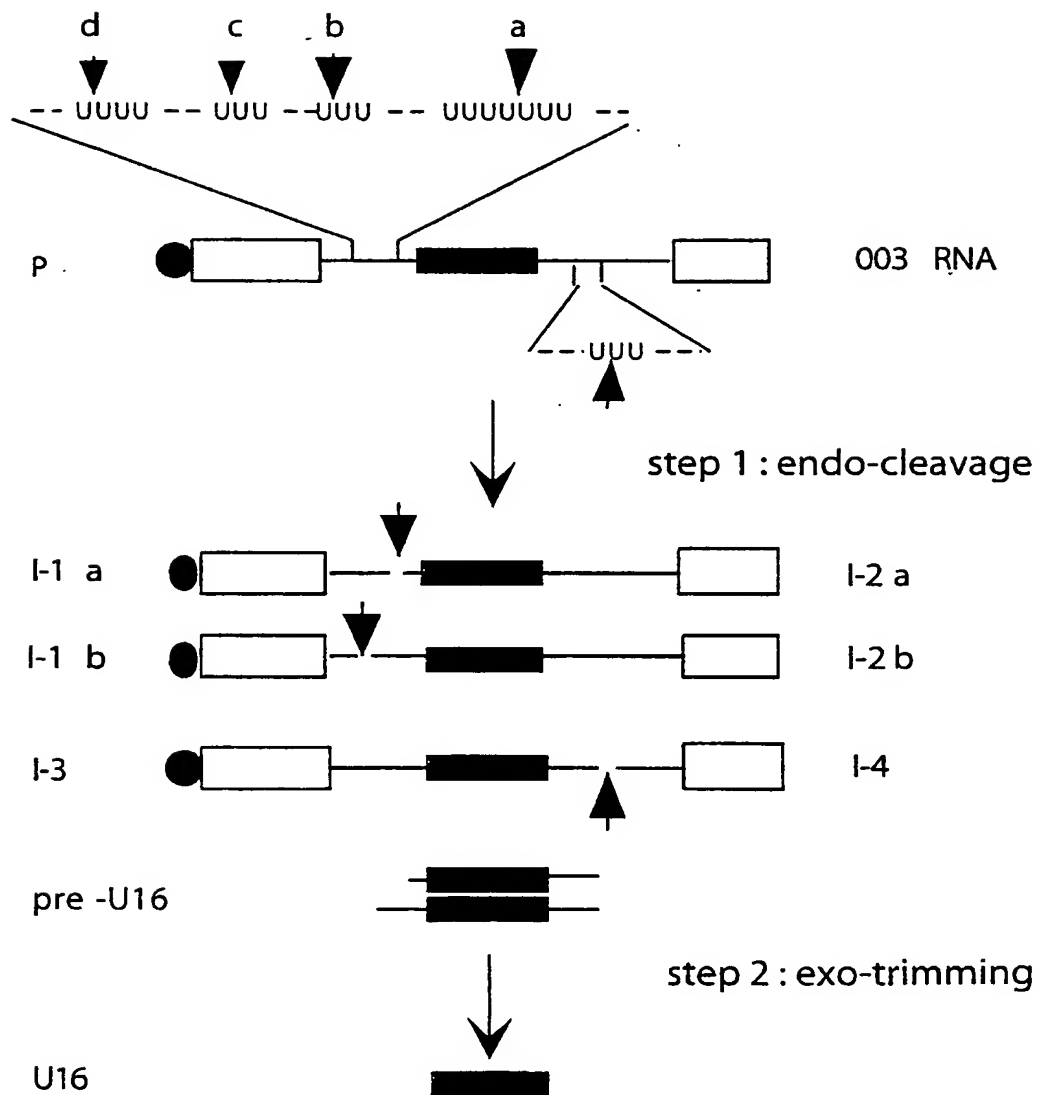 d c b a
-- UUUU -- UUU --UUU -- UUUUUUU --
P 003 RNA
---UUU ---
step 1 : endo-cleavage
I-1 a I-2 a
I-1 b I-2 b
I-3 I-4
pre -U16
step 2 : exo-trimming
U16